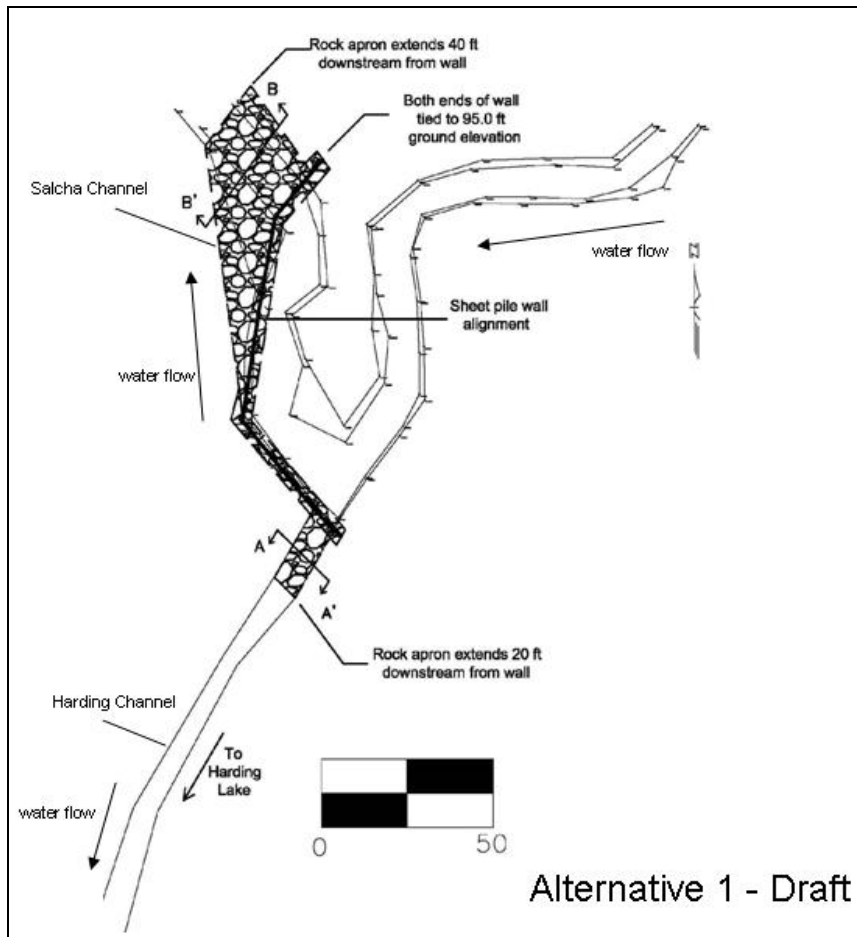 Rock apron extends 40 ft
downstream from wall
B
Both ends of wall
tied to 95.0 ft
ground elevation
Salcha Channel
B'
water flow
N
Sheet pile wall
alignment
water flow
A
A'
Rock apron extends 20 ft
downstream from wall
Harding Channel
To
Harding
Lake
water flow
0
50
Alternative 1 - Draft